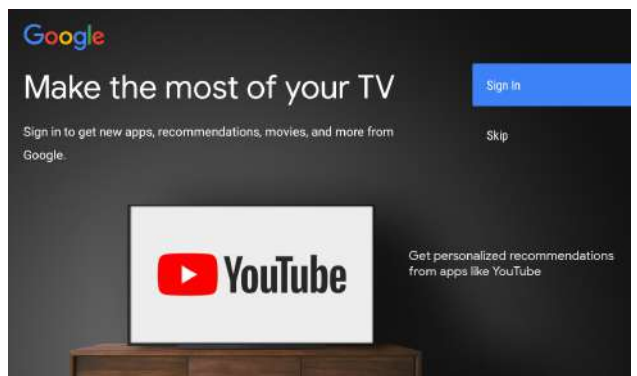 Google
Make the most of your TV
Sign in to get new apps, recommendations, movies, and more from
Google.
Sign In
Skip
YouTube
Get personalized recommendations
from apps like YouTube